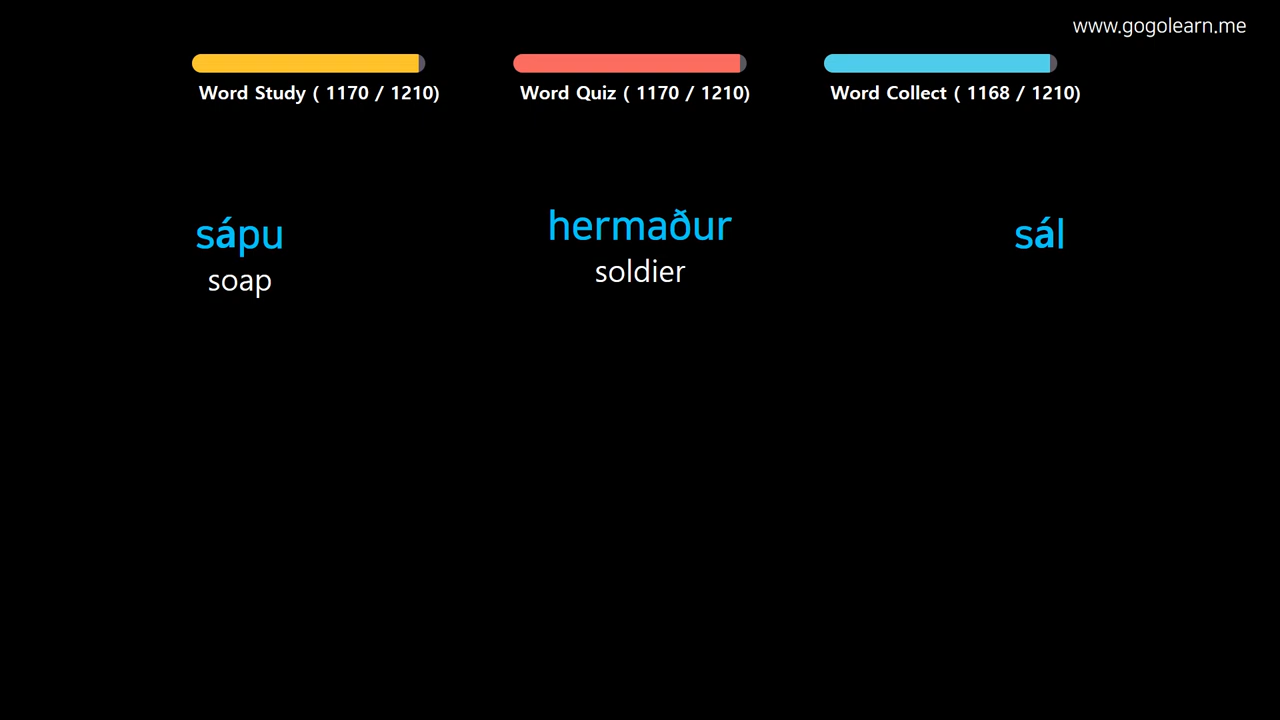 www.gogolearn.me
Word Study ( 1170 / 1210)
Word Quiz ( 1170 / 1210)
Word Collect ( 1168 / 1210)
sápu
soap
hermaður
soldier
sál